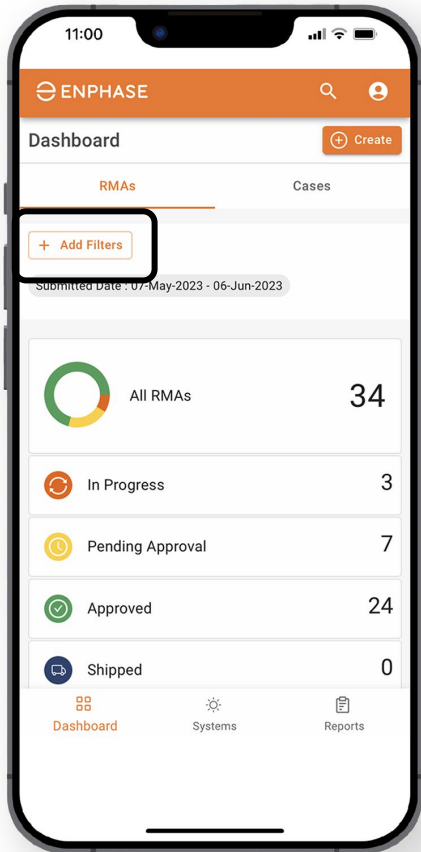 11:00
ENPHASE
Dashboard
Create
RMAs Cases
+ Add Filters
Submitted Date : 07-May-2023 - 06-Jun-2023
All RMAs 34
In Progress 3
Pending Approval 7
Approved 24
Shipped 0
Dashboard Systems Reports